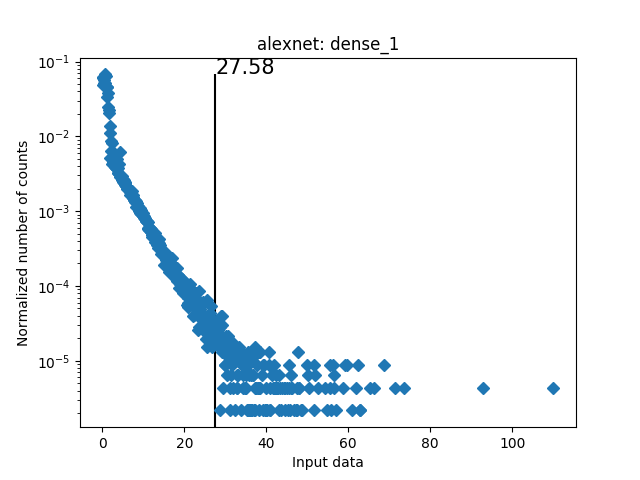 alexnet: dense_1
27.58
10⁻¹
10⁻²
10⁻³
10⁻⁴
10⁻⁵
Normalized number of counts
0 20 40 60 80 100
Input data